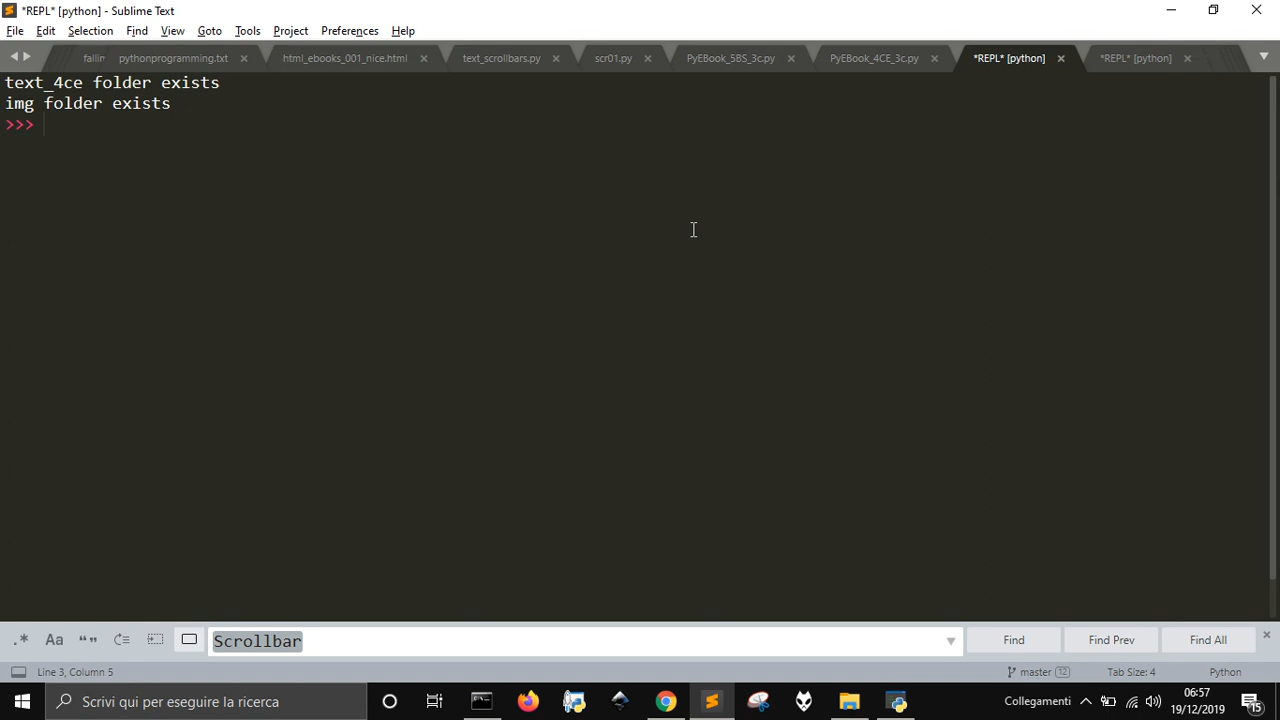 *REPL* [python] - Sublime Text
File Edit Selection Find View Goto Tools Project Preferences Help
pythonprogramming.txt html_ebooks_001_nice.html text_scrollbars.py scr01.py PyEBook_5BS_3c.py PyEBook_4CE_3c.py *REPL* [python] *REPL* [python]
text_4ce folder exists
img folder exists
>>>
.* Aa “” Scrollbar Find Find Prev Find All
Line 3, Column 5 master 12 Tab Size: 4 Python
Scrivi qui per eseguire la ricerca Collegamenti 06:57
19/12/2019 15